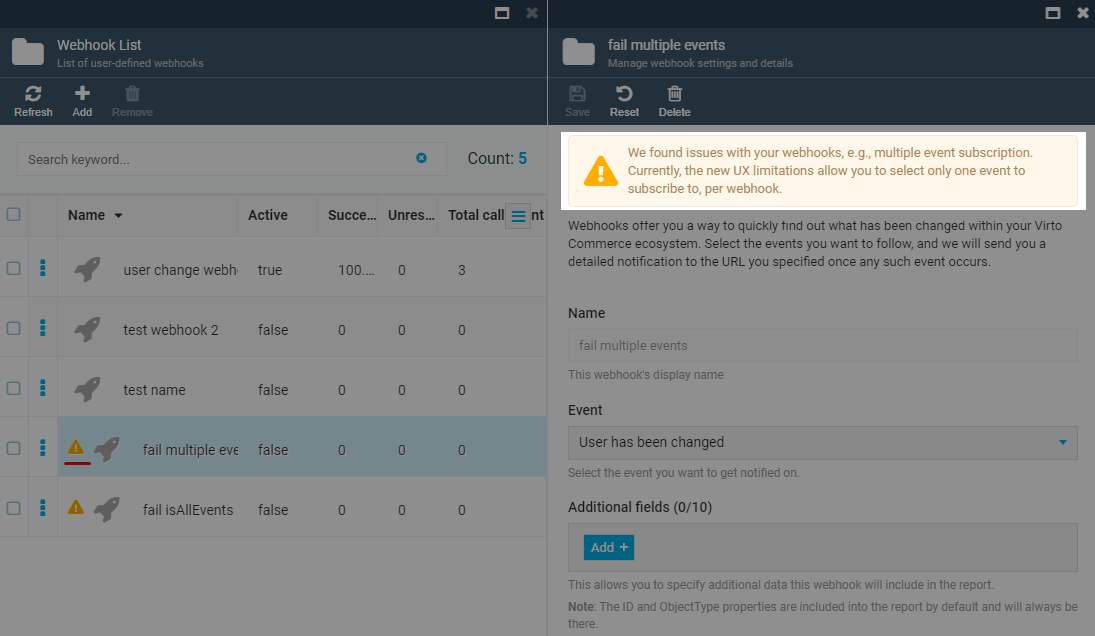 Webhook List
List of user-defined webhooks
Refresh
Add
Remove
Search keyword...
Count: 5
Name
Active
Succe...
Unres...
Total call
nt
user change webh
true
100....
0
3
test webhook 2
false
0
0
0
test name
false
0
0
0
fail multiple eve
false
0
0
0
fail isAllEvents
false
0
0
0
fail multiple events
Manage webhook settings and details
Save
Reset
Delete
We found issues with your webhooks, e.g., multiple event subscription.
Currently, the new UX limitations allow you to select only one event to
subscribe to, per webhook.
Webhooks offer you a way to quickly find out what has been changed within your Virto
Commerce ecosystem. Select the events you want to follow, and we will send you a
detailed notification to the URL you specified once any such event occurs.
Name
fail multiple events
This webhook's display name
Event
User has been changed
Select the event you want to get notified on.
Additional fields (0/10)
Add +
This allows you to specify additional data this webhook will include in the report.
Note: The ID and ObjectType properties are included into the report by default and will always be
there.